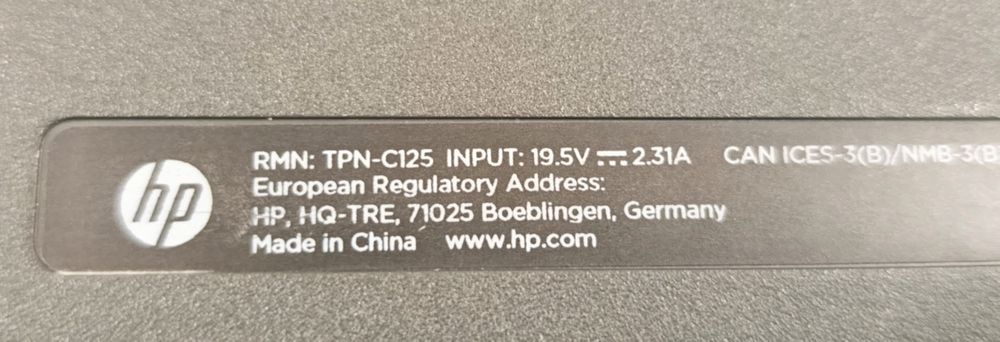 hp
RMN: TPN-C125 INPUT: 19.5V ⎓ 2.31A CAN ICES-3(B)/NMB-3(B)
European Regulatory Address:
HP, HQ-TRE, 71025 Boeblingen, Germany
Made in China www.hp.com